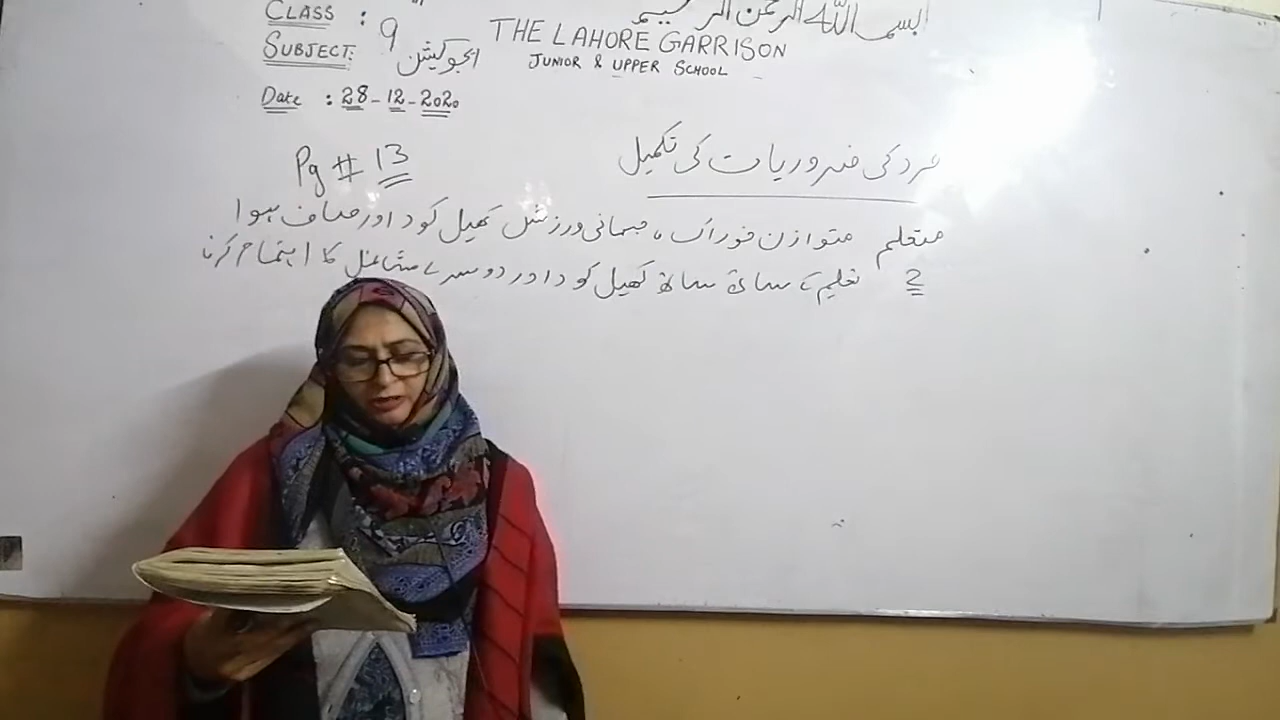 بسم اللہ الرحمن الرحیم
CLASS : 9
THE LAHORE GARRISON
SUBJECT: ایجوکیشن
JUNIOR & UPPER SCHOOL
Date : 28-12-2020
Pg # 13
فرد کی ضروریات کی تکمیل
متعلم متوازن خوراک، جسمانی ورزش کھیل کود اور صاف ہوا
2 تعلیم کے ساتھ ساتھ کھیل کود اور دوسرے مشاغل کا اہتمام کرنا